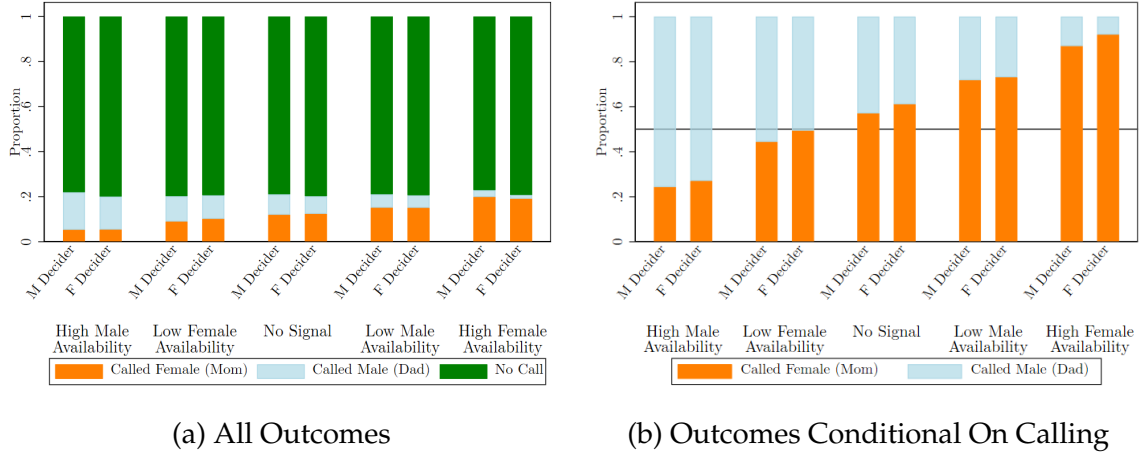 Proportion
0 .2 .4 .6 .8 1
M Decider F Decider M Decider F Decider M Decider F Decider M Decider F Decider M Decider F Decider
High Male Low Female No Signal Low Male High Female
Availability Availability Availability Availability
Called Female (Mom) Called Male (Dad) No Call
(a) All Outcomes
Proportion
0 .2 .4 .6 .8 1
M Decider F Decider M Decider F Decider M Decider F Decider M Decider F Decider M Decider F Decider
High Male Low Female No Signal Low Male High Female
Availability Availability Availability Availability
Called Female (Mom) Called Male (Dad)
(b) Outcomes Conditional On Calling